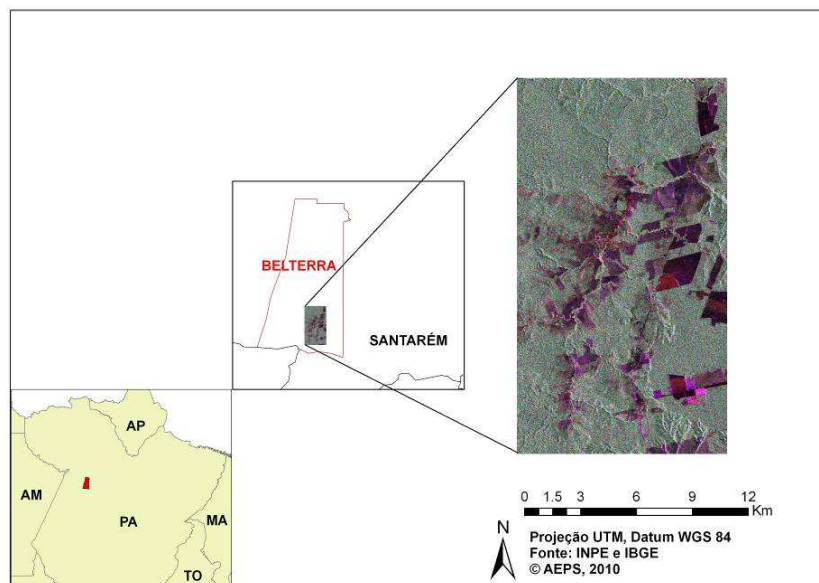 BELTERRA
SANTARÉM
AP
AM
PA
MA
TO
0 1.5 3 6 9 12
Km
N
Projeção UTM, Datum WGS 84
Fonte: INPE e IBGE
© AEPS, 2010